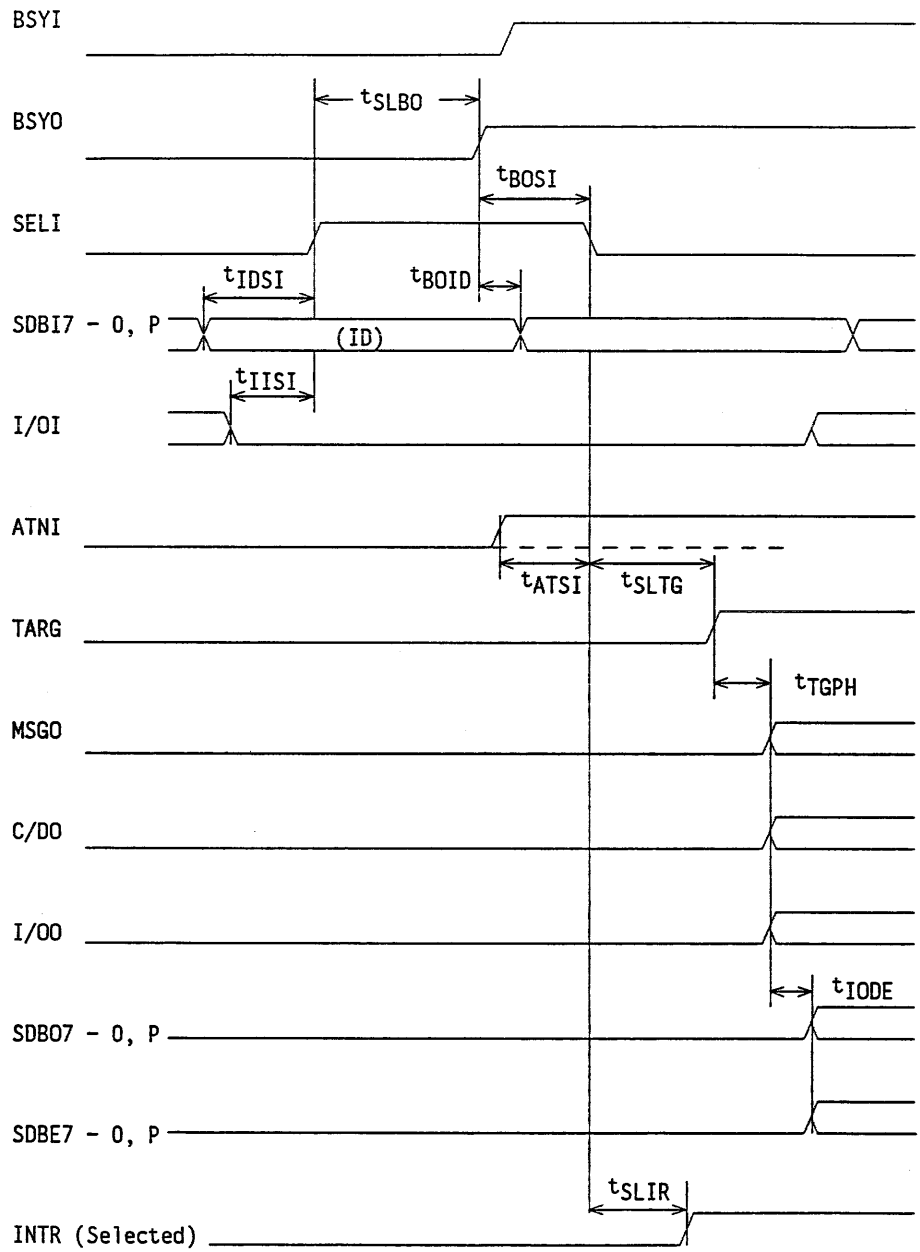 BSYI
tSLBO
BSYO
tBOSI
SELI
tIDSI
tBOID
SDBI7 - 0, P
(ID)
tIISI
I/OI
ATNI
tATSI
tSLTG
TARG
tTGPH
MSGO
C/DO
I/OO
tIODE
SDBO7 - 0, P
SDBE7 - 0, P
tSLIR
INTR (Selected)